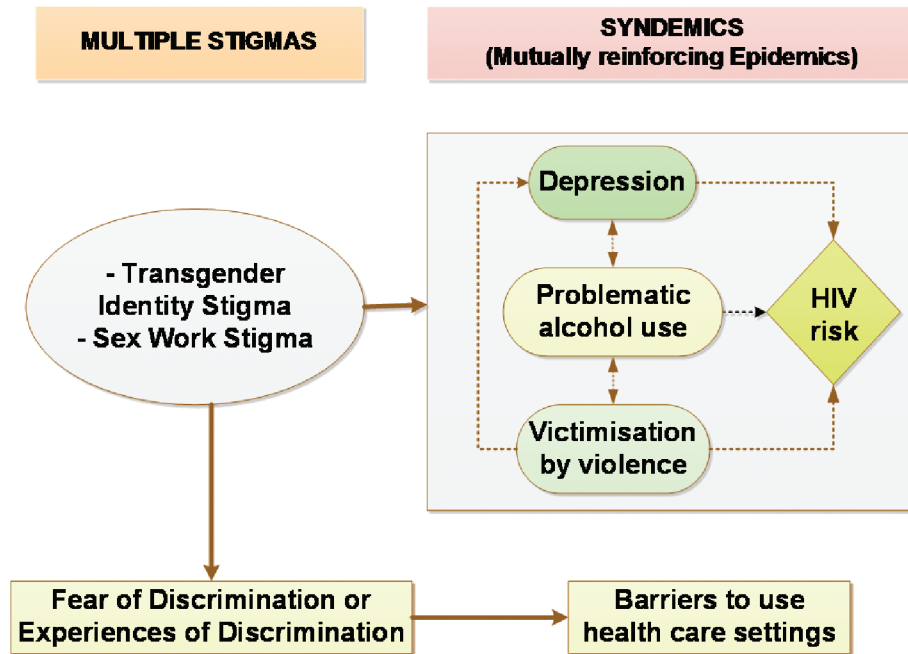 MULTIPLE STIGMAS
SYNDEMICS
(Mutually reinforcing Epidemics)
- Transgender
Identity Stigma
- Sex Work Stigma
Depression
Problematic
alcohol use
Victimisation
by violence
HIV
risk
Fear of Discrimination or
Experiences of Discrimination
Barriers to use
health care settings